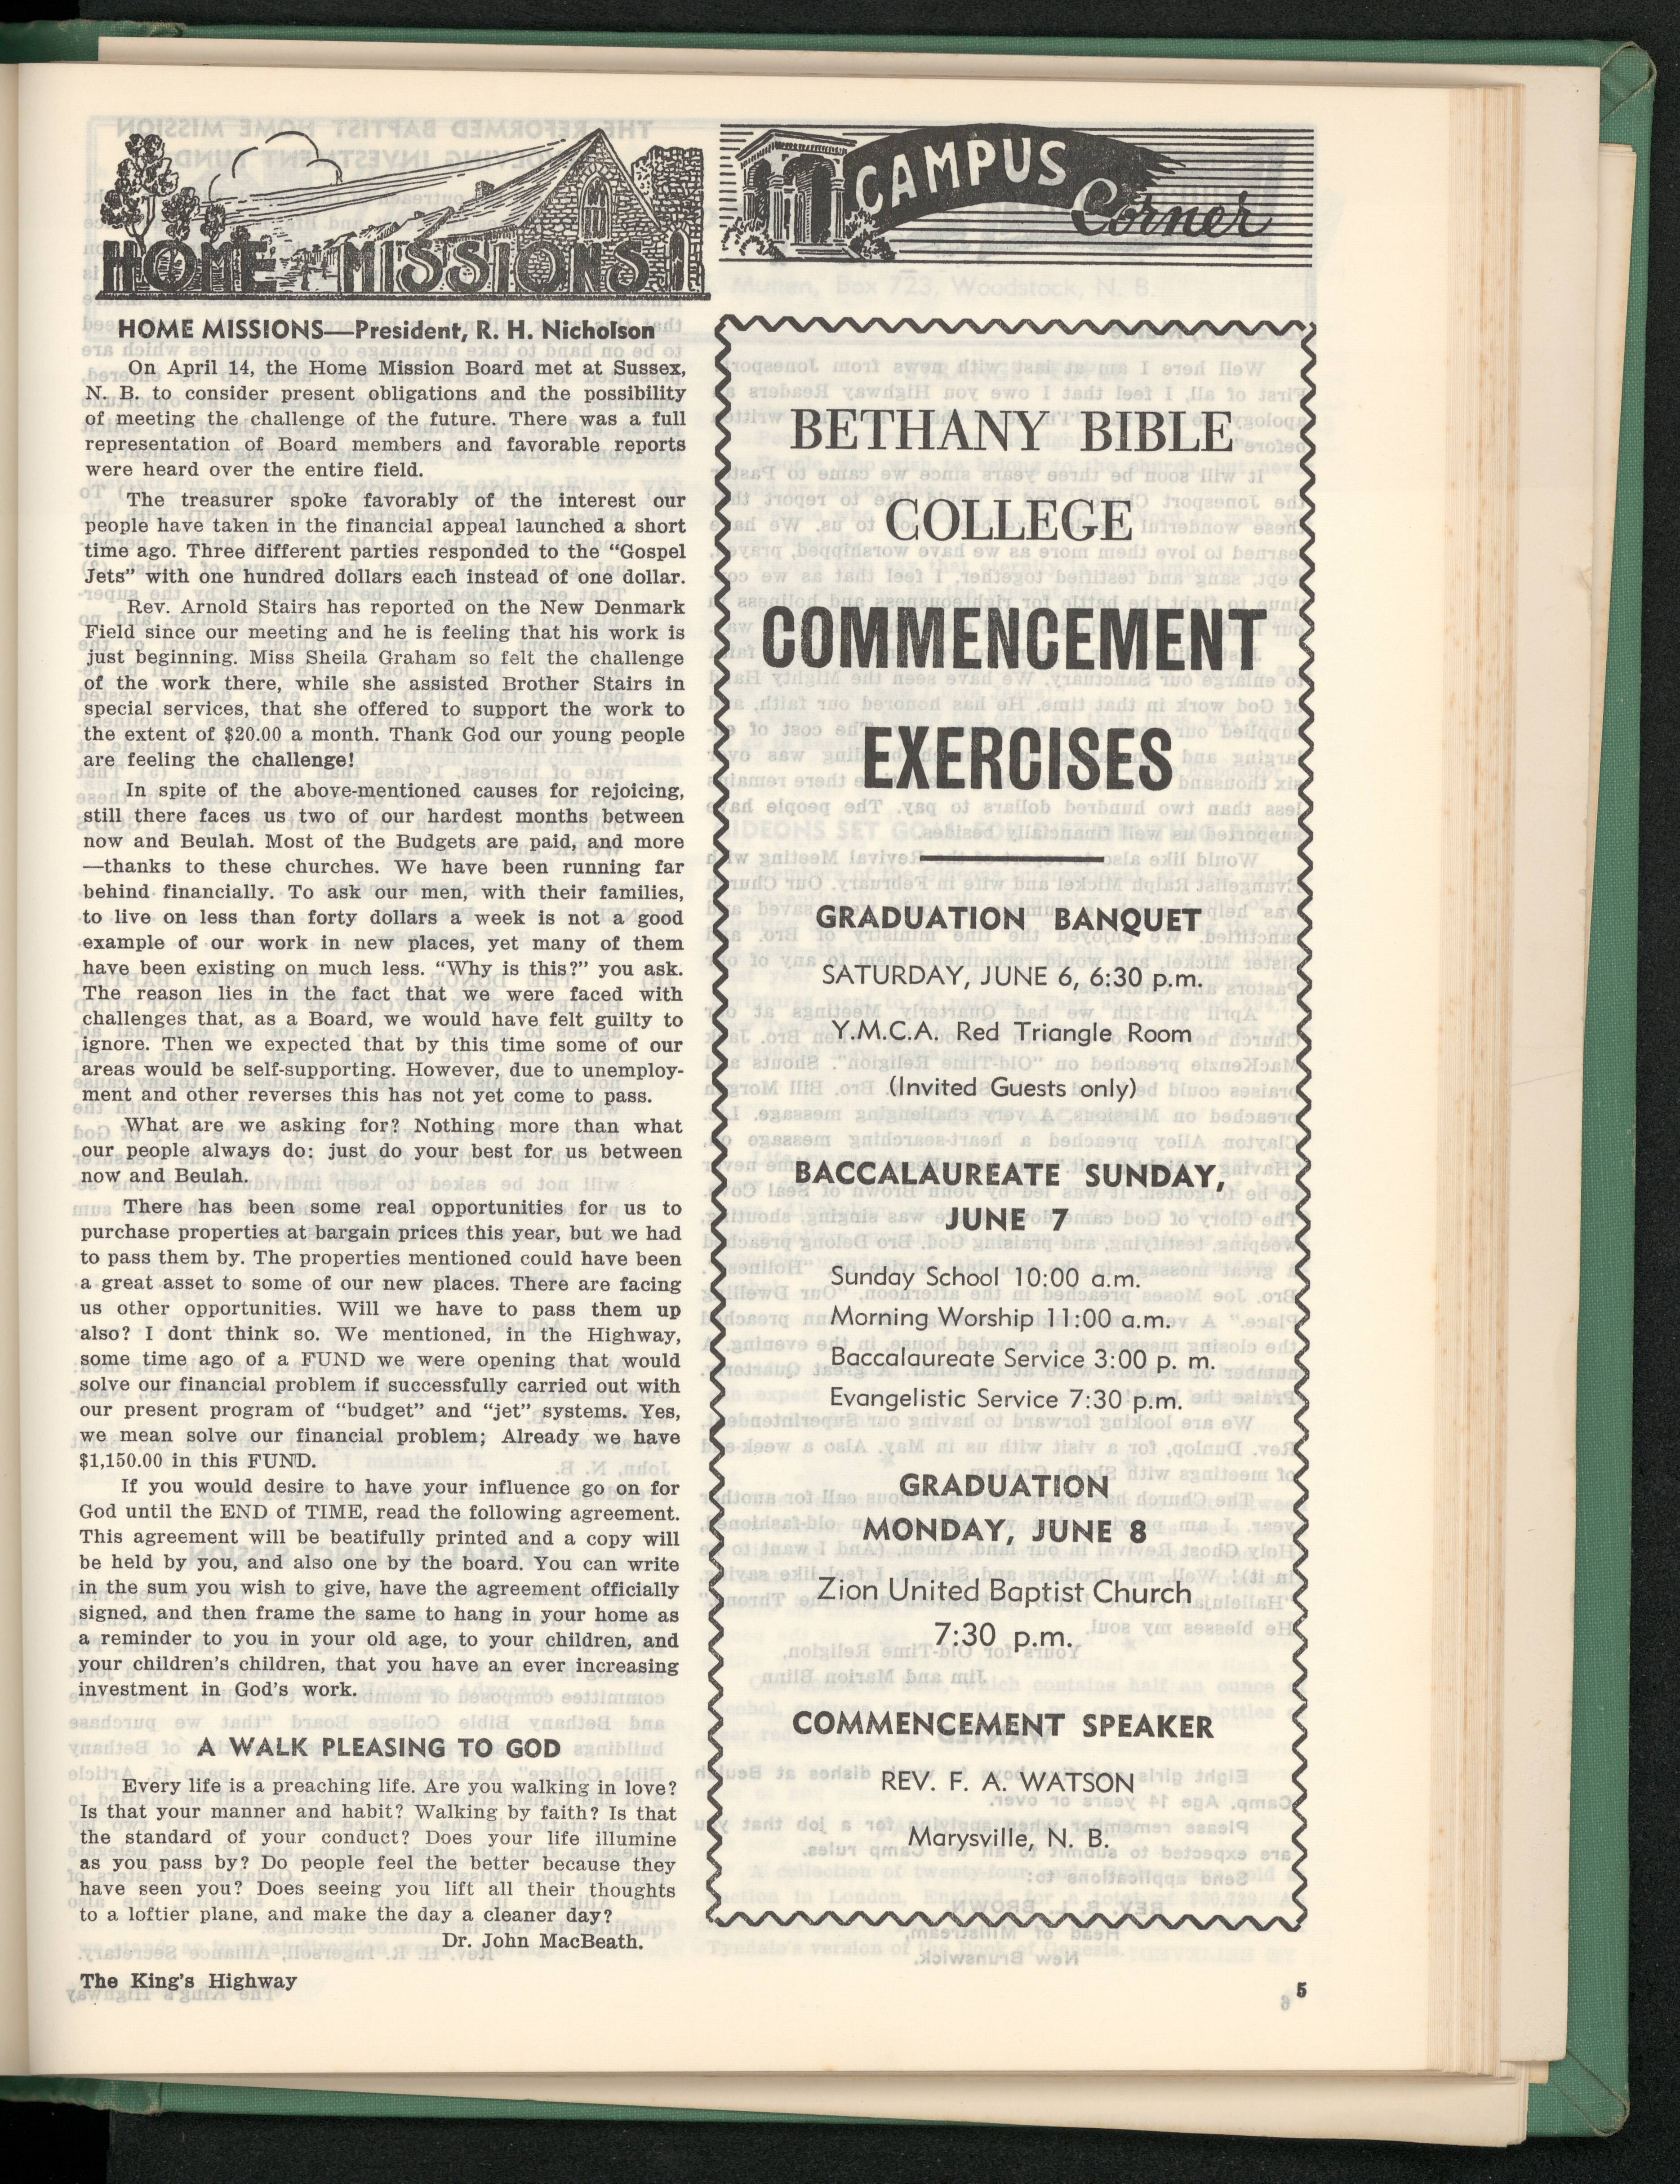 HOME MISSIONS
HOME MISSIONS—President, R. H. Nicholson
On April 14, the Home Mission Board met at Sussex,
N. B. to consider present obligations and the possibility
of meeting the challenge of the future. There was a full
representation of Board members and favorable reports
were heard over the entire field.
The treasurer spoke favorably of the interest our
people have taken in the financial appeal launched a short
time ago. Three different parties responded to the “Gospel
Jets” with one hundred dollars each instead of one dollar.
Rev. Arnold Stairs has reported on the New Denmark
Field since our meeting and he is feeling that his work is
just beginning. Miss Sheila Graham so felt the challenge
of the work there, while she assisted Brother Stairs in
special services, that she offered to support the work to
the extent of $20.00 a month. Thank God our young people
are feeling the challenge!
In spite of the above-mentioned causes for rejoicing,
still there faces us two of our hardest months between
now and Beulah. Most of the Budgets are paid, and more
—thanks to these churches. We have been running far
behind financially. To ask our men, with their families,
to live on less than forty dollars a week is not a good
example of our work in new places, yet many of them
have been existing on much less. “Why is this?” you ask.
The reason lies in the fact that we were faced with
challenges that, as a Board, we would have felt guilty to
ignore. Then we expected that by this time some of our
areas would be self-supporting. However, due to unemploy-
ment and other reverses this has not yet come to pass.
What are we asking for? Nothing more than what
our people always do: just do your best for us between
now and Beulah.
There has been some real opportunities for us to
purchase properties at bargain prices this year, but we had
to pass them by. The properties mentioned could have been
a great asset to some of our new places. There are facing
us other opportunities. Will we have to pass them up
also? I dont think so. We mentioned, in the Highway,
some time ago of a FUND we were opening that would
solve our financial problem if successfully carried out with
our present program of “budget” and “jet” systems. Yes,
we mean solve our financial problem; Already we have
$1,150.00 in this FUND.
If you would desire to have your influence go on for
God until the END of TIME, read the following agreement.
This agreement will be beatifully printed and a copy will
be held by you, and also one by the board. You can write
in the sum you wish to give, have the agreement officially
signed, and then frame the same to hang in your home as
a reminder to you in your old age, to your children, and
your children's children, that you have an ever increasing
investment in God's work.
A WALK PLEASING TO GOD
Every life is a preaching life. Are you walking in love?
Is that your manner and habit? Walking by faith? Is that
the standard of your conduct? Does your life illumine
as you pass by? Do people feel the better because they
have seen you? Does seeing you lift all their thoughts
to a loftier plane, and make the day a cleaner day?
Dr. John MacBeath.
CAMPUS
Corner
BETHANY BIBLE
COLLEGE
COMMENCEMENT
EXERCISES
GRADUATION BANQUET
SATURDAY, JUNE 6, 6:30 p.m.
Y.M.C.A. Red Triangle Room
(Invited Guests only)
BACCALAUREATE SUNDAY,
JUNE 7
Sunday School 10:00 a.m.
Morning Worship 11:00 a.m.
Baccalaureate Service 3:00 p. m.
Evangelistic Service 7:30 p.m.
GRADUATION
MONDAY, JUNE 8
Zion United Baptist Church
7:30 p.m.
COMMENCEMENT SPEAKER
REV. F. A. WATSON
Marysville, N. B.
The King's Highway
5